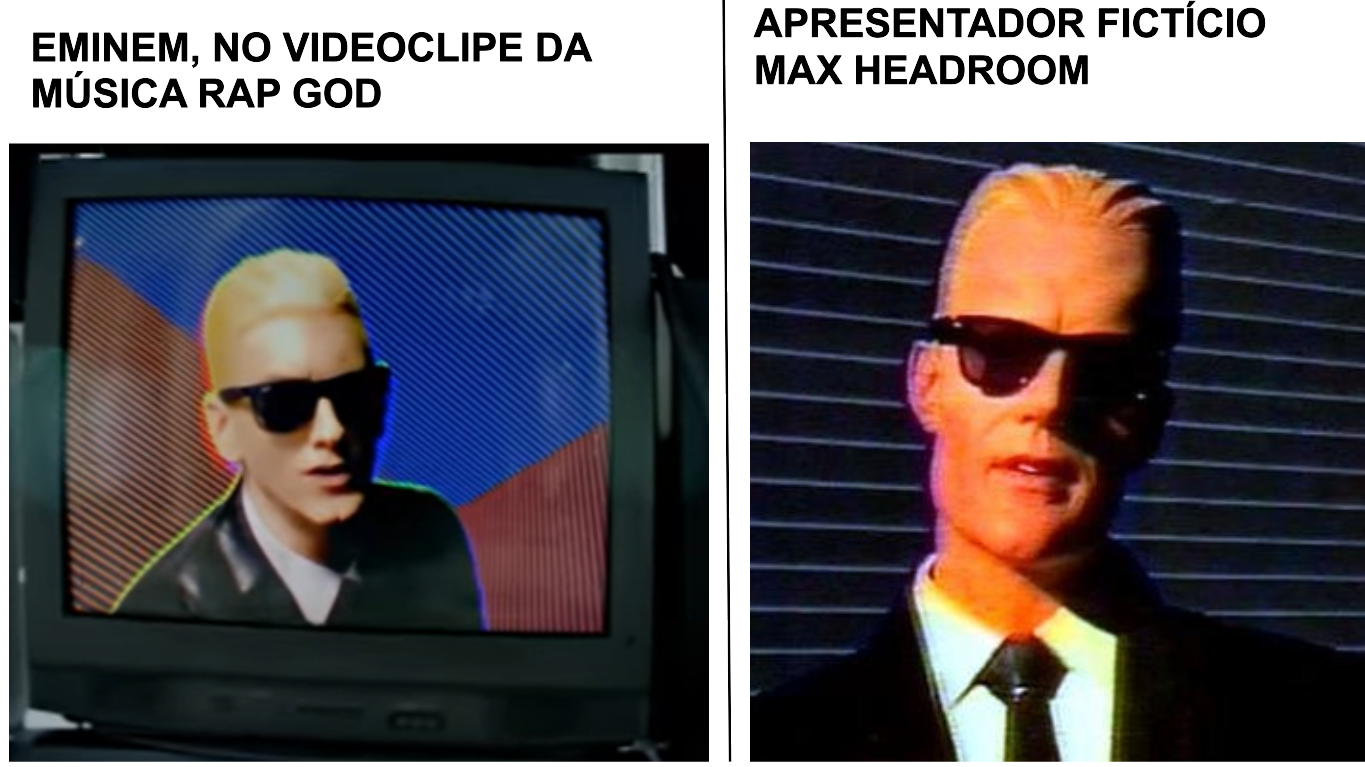 EMINEM, NO VIDEOCLIPE DA
MÚSICA RAP GOD
APRESENTADOR FICTÍCIO
MAX HEADROOM